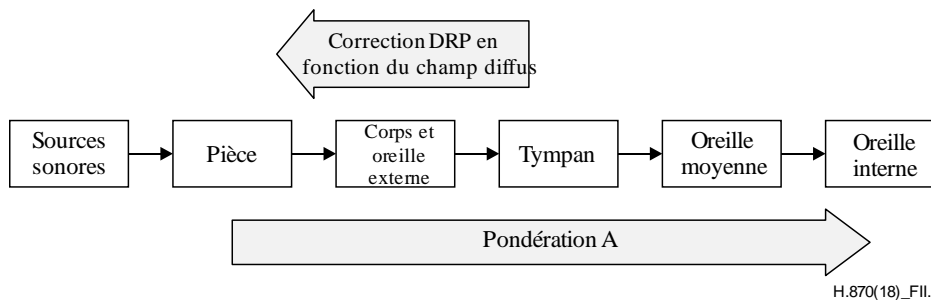 Correction DRP en
fonction du champ diffus
Sources
sonores
Pièce
Corps et
oreille
externe
Tympan
Oreille
moyenne
Oreille
interne
Pondération A
H.870(18)_FII.